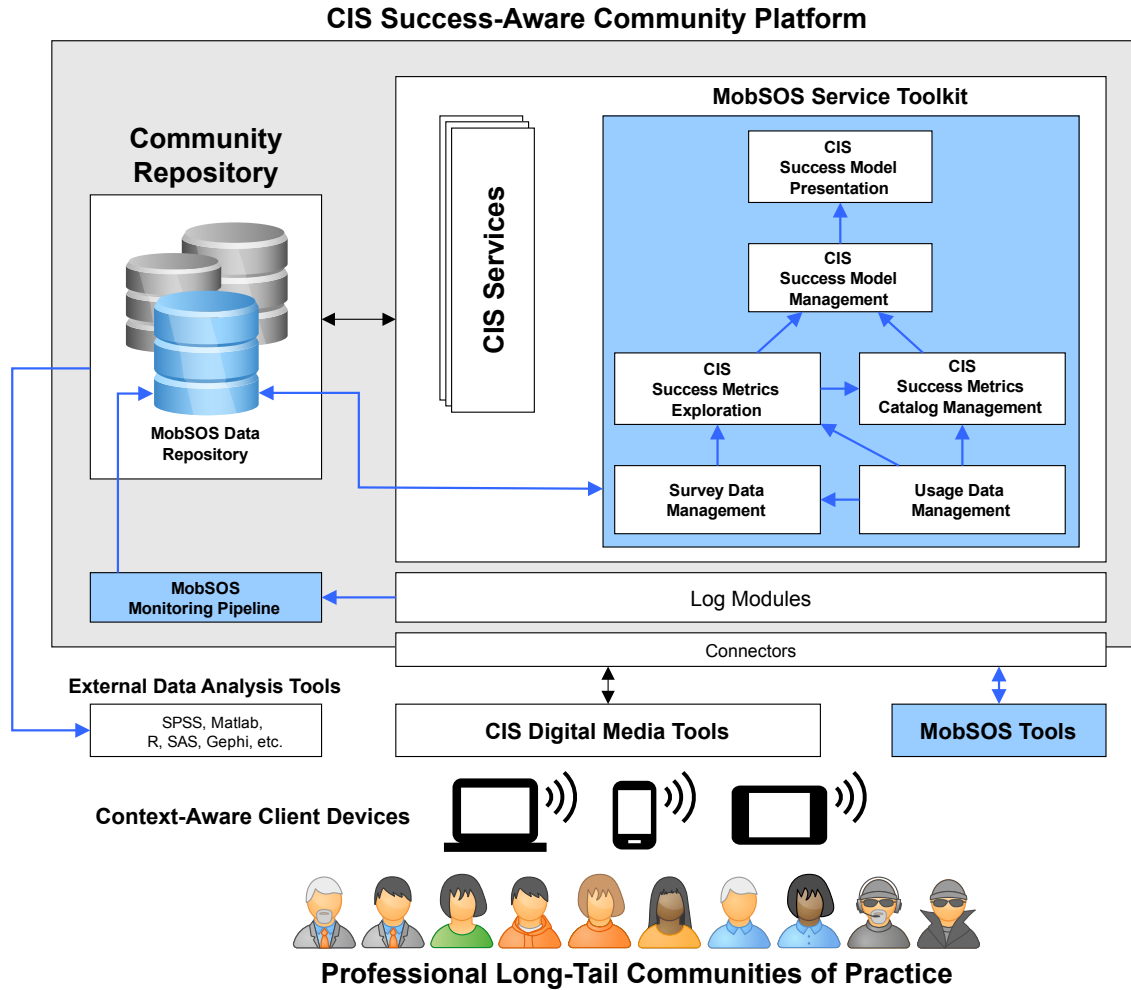 CIS Success-Aware Community Platform
MobSOS Service Toolkit
Community
Repository
CIS Services
CIS
Success Model
Presentation
CIS
Success Model
Management
CIS
Success Metrics
Exploration
CIS
Success Metrics
Catalog Management
MobSOS Data
Repository
Survey Data
Management
Usage Data
Management
MobSOS
Monitoring Pipeline
Log Modules
Connectors
External Data Analysis Tools
SPSS, Matlab,
R, SAS, Gephi, etc.
CIS Digital Media Tools
MobSOS Tools
Context-Aware Client Devices
Professional Long-Tail Communities of Practice